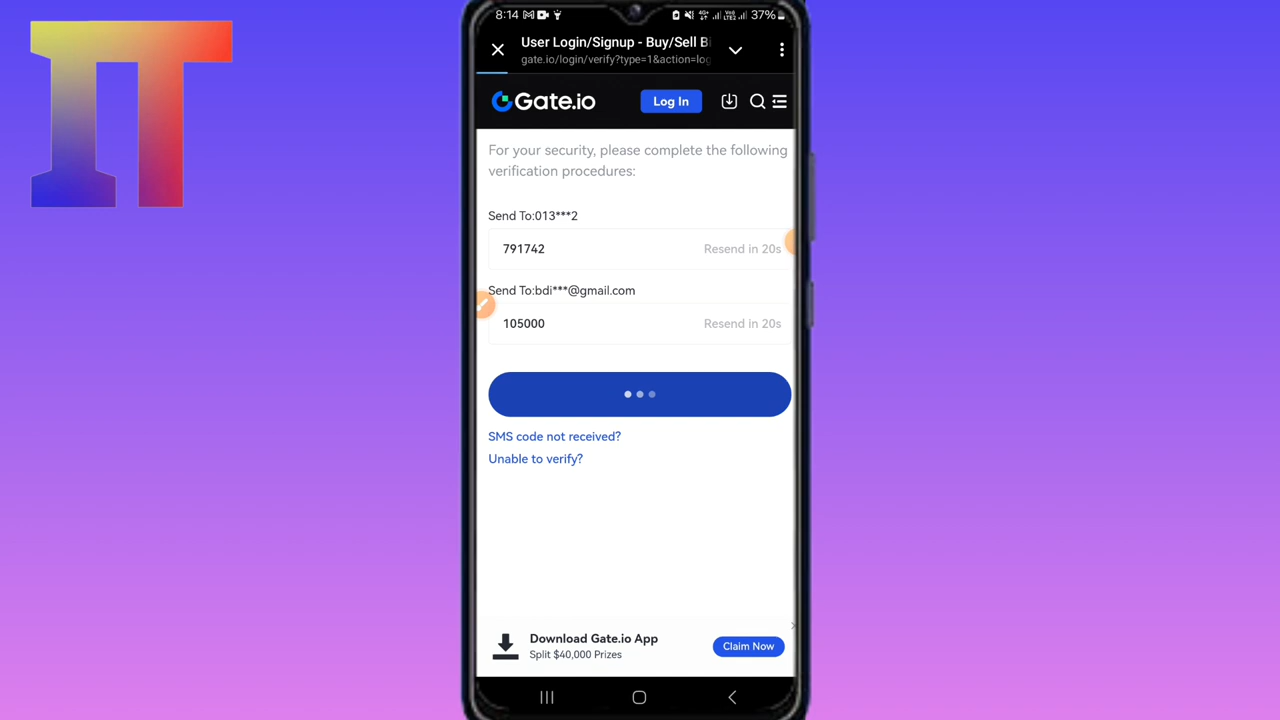 IT
8:14
37%
User Login/Signup - Buy/Sell Bi
gate.io/login/verify?type=1&action=log
Gate.io
Log In
For your security, please complete the following
verification procedures:
Send To:013***2
791742
Resend in 20s
Send To:bdi***@gmail.com
105000
Resend in 20s
SMS code not received?
Unable to verify?
Download Gate.io App
Split $40,000 Prizes
Claim Now